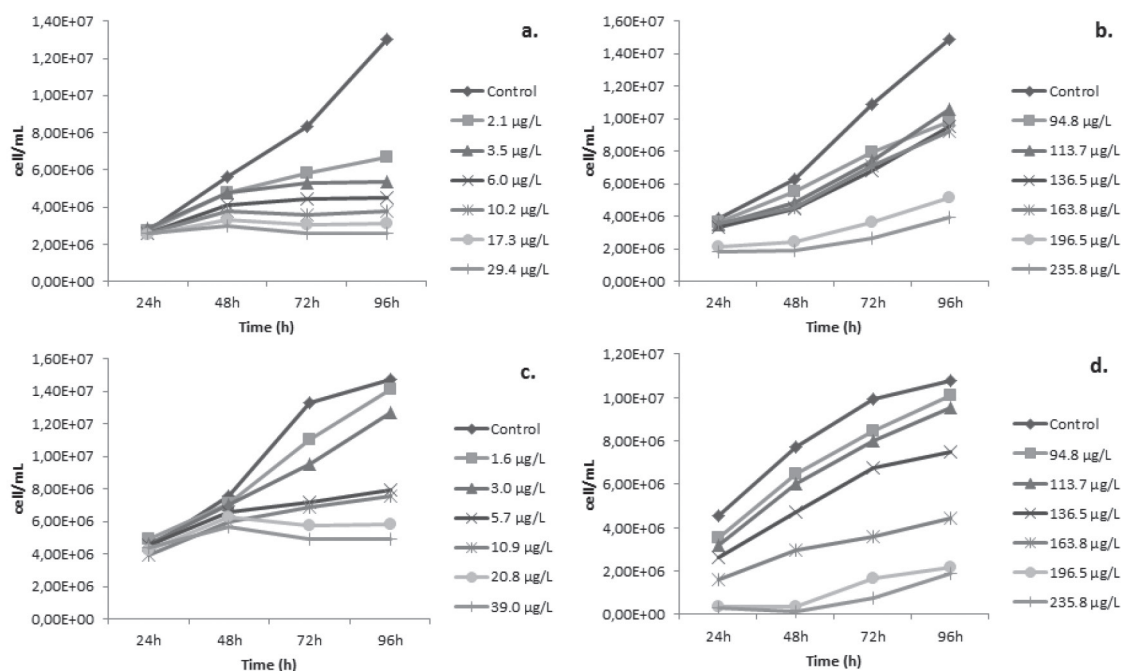 a.
1,40E+07
1,20E+07
1,00E+07
8,00E+06
6,00E+06
4,00E+06
2,00E+06
0,00E+00
cell/mL
24h 48h 72h 96h
Time (h)
Control
2.1 µg/L
3.5 µg/L
6.0 µg/L
10.2 µg/L
17.3 µg/L
29.4 µg/L
b.
1,60E+07
1,40E+07
1,20E+07
1,00E+07
8,00E+06
6,00E+06
4,00E+06
2,00E+06
0,00E+00
cell/mL
24h 48h 72h 96h
Time (h)
Control
94.8 µg/L
113.7 µg/L
136.5 µg/L
163.8 µg/L
196.5 µg/L
235.8 µg/L
c.
1,60E+07
1,40E+07
1,20E+07
1,00E+07
8,00E+06
6,00E+06
4,00E+06
2,00E+06
0,00E+00
cell/mL
24h 48h 72h 96h
Time (h)
Control
1.6 µg/L
3.0 µg/L
5.7 µg/L
10.9 µg/L
20.8 µg/L
39.0 µg/L
d.
1,20E+07
1,00E+07
8,00E+06
6,00E+06
4,00E+06
2,00E+06
0,00E+00
cell/mL
24h 48h 72h 96h
Time (h)
Control
94.8 µg/L
113.7 µg/L
136.5 µg/L
163.8 µg/L
196.5 µg/L
235.8 µg/L